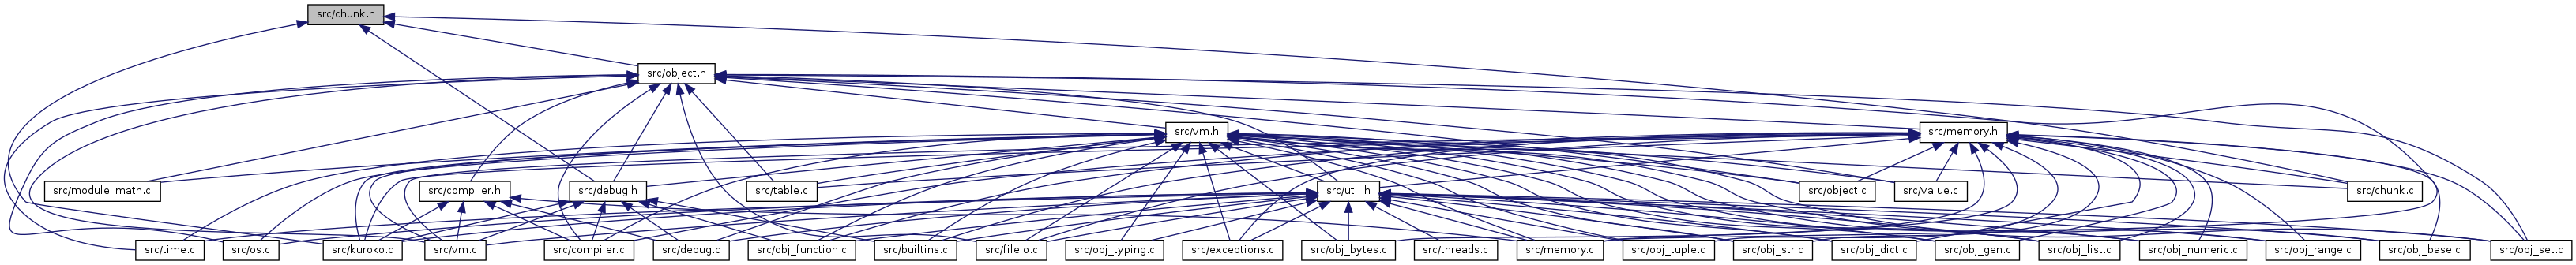 src/chunk.h
src/object.h
src/vm.h
src/memory.h
src/module_math.c
src/compiler.h
src/debug.h
src/table.c
src/util.h
src/object.c
src/value.c
src/chunk.c
src/time.c
src/os.c
src/kuroko.c
src/vm.c
src/compiler.c
src/debug.c
src/obj_function.c
src/builtins.c
src/fileio.c
src/obj_typing.c
src/exceptions.c
src/obj_bytes.c
src/threads.c
src/memory.c
src/obj_tuple.c
src/obj_str.c
src/obj_dict.c
src/obj_gen.c
src/obj_list.c
src/obj_numeric.c
src/obj_range.c
src/obj_base.c
src/obj_set.c